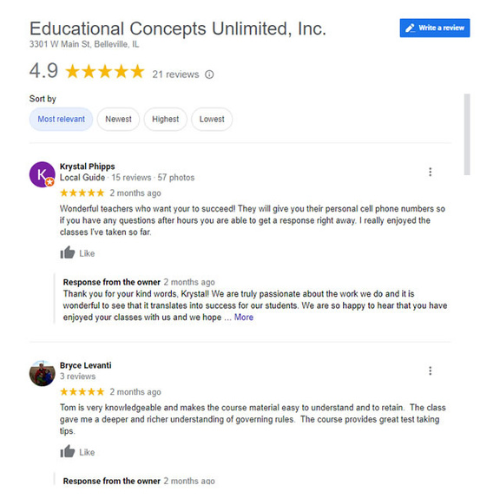 Educational Concepts Unlimited, Inc.
Write a review
3301 W Main St, Belleville, IL
4.9 21 reviews
Sort by
Most relevant Newest Highest Lowest
K
Krystal Phipps
Local Guide · 15 reviews · 57 photos
2 months ago
Wonderful teachers who want your to succeed! They will give you their personal cell phone numbers so
if you have any questions after hours you are able to get a response right away. I really enjoyed the
classes I've taken so far.
Like
Response from the owner 2 months ago
Thank you for your kind words, Krystal! We are truly passionate about the work we do and it is
wonderful to see that it translates into success for our students. We are so happy to hear that you have
enjoyed your classes with us and we hope ... More
Bryce Levanti
3 reviews
2 months ago
Tom is very knowledgeable and makes the course material easy to understand and to retain. The class
gave me a deeper and richer understanding of governing rules. The course provides great test taking
tips.
Like
Response from the owner 2 months ago